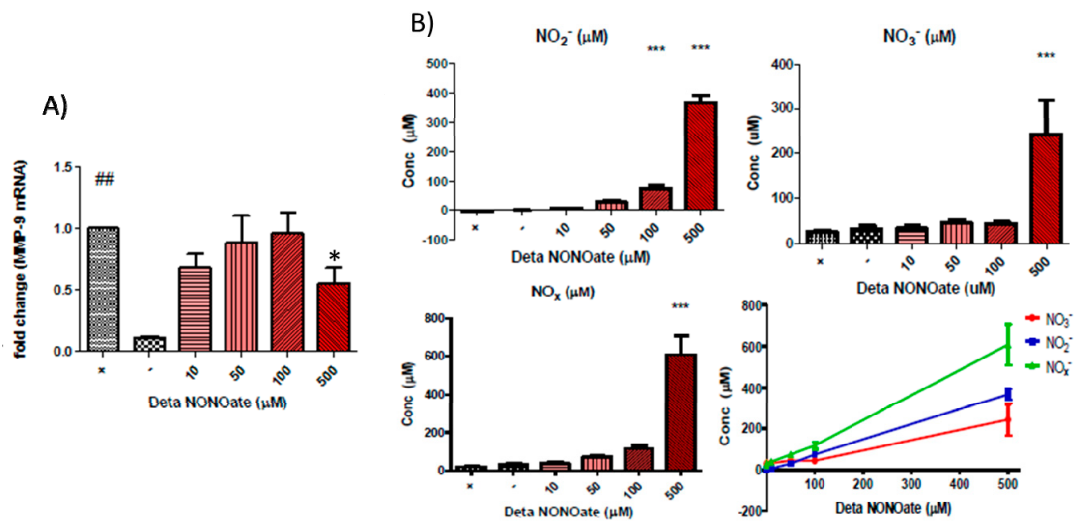 A)
##
fold change (MMP-9 mRNA)
1.5
1.0
0.5
0.0
*
+ - 10 50 100 500
Deta NONOate (μM)
B)
NO₂⁻ (μM)
*** ***
Conc (μM)
500
400
300
200
100
0
-100
+ - 10 50 100 500
Deta NONOate (μM)
NO₃⁻ (μM)
***
Conc (uM)
400
300
200
100
0
+ - 10 50 100 500
Deta NONOate (uM)
NOₓ (μM)
***
Conc (μM)
800
600
400
200
0
+ - 10 50 100 500
Deta NONOate (μM)
Conc (μM)
800
600
400
200
0
-200
100 200 300 400 500
Deta NONOate (μM)
NO₃⁻
NO₂⁻
NOₓ⁻